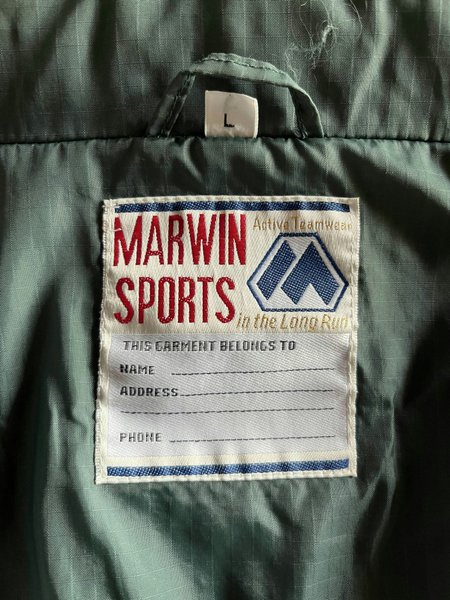 L
MARWIN
SPORTS
Active Teamwear
in the Long Run
THIS GARMENT BELONGS TO
NAME
ADDRESS
PHONE